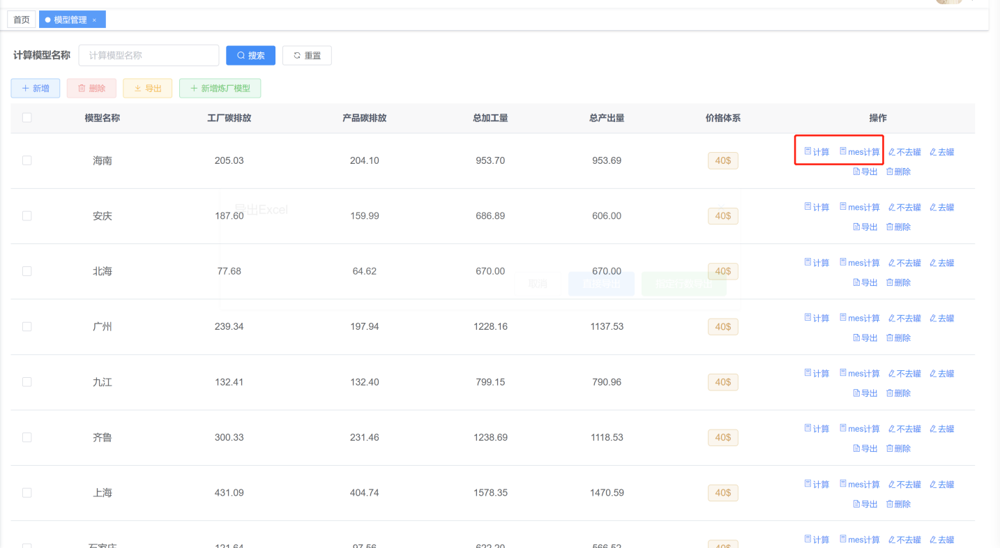 首页 模型管理 ×
计算模型名称 计算模型名称 搜索 重置
新增 删除 导出 新增炼厂模型
模型名称 工厂碳排放 产品碳排放 总加工量 总产出量 价格体系 操作
海南 205.03 204.10 953.70 953.69 40$ 计算 mes计算 不去罐 去罐
导出 删除
导出Excel
安庆 187.60 159.99 686.89 606.00 40$ 计算 mes计算 不去罐 去罐
导出 删除
北海 77.68 64.62 670.00 670.00 40$ 计算 mes计算 不去罐 去罐
导出 删除
取消 直接导出
广州 239.34 197.94 1228.16 1137.53 40$ 计算 mes计算 不去罐 去罐
导出 删除
九江 132.41 132.40 799.15 790.96 40$ 计算 mes计算 不去罐 去罐
导出 删除
齐鲁 300.33 231.46 1238.69 1118.53 40$ 计算 mes计算 不去罐 去罐
导出 删除
上海 431.09 404.74 1578.35 1470.59 40$ 计算 mes计算 不去罐 去罐
导出 删除
石家庄 121.64 97.56 622.20 566.52 40$ 计算 mes计算 不去罐 去罐